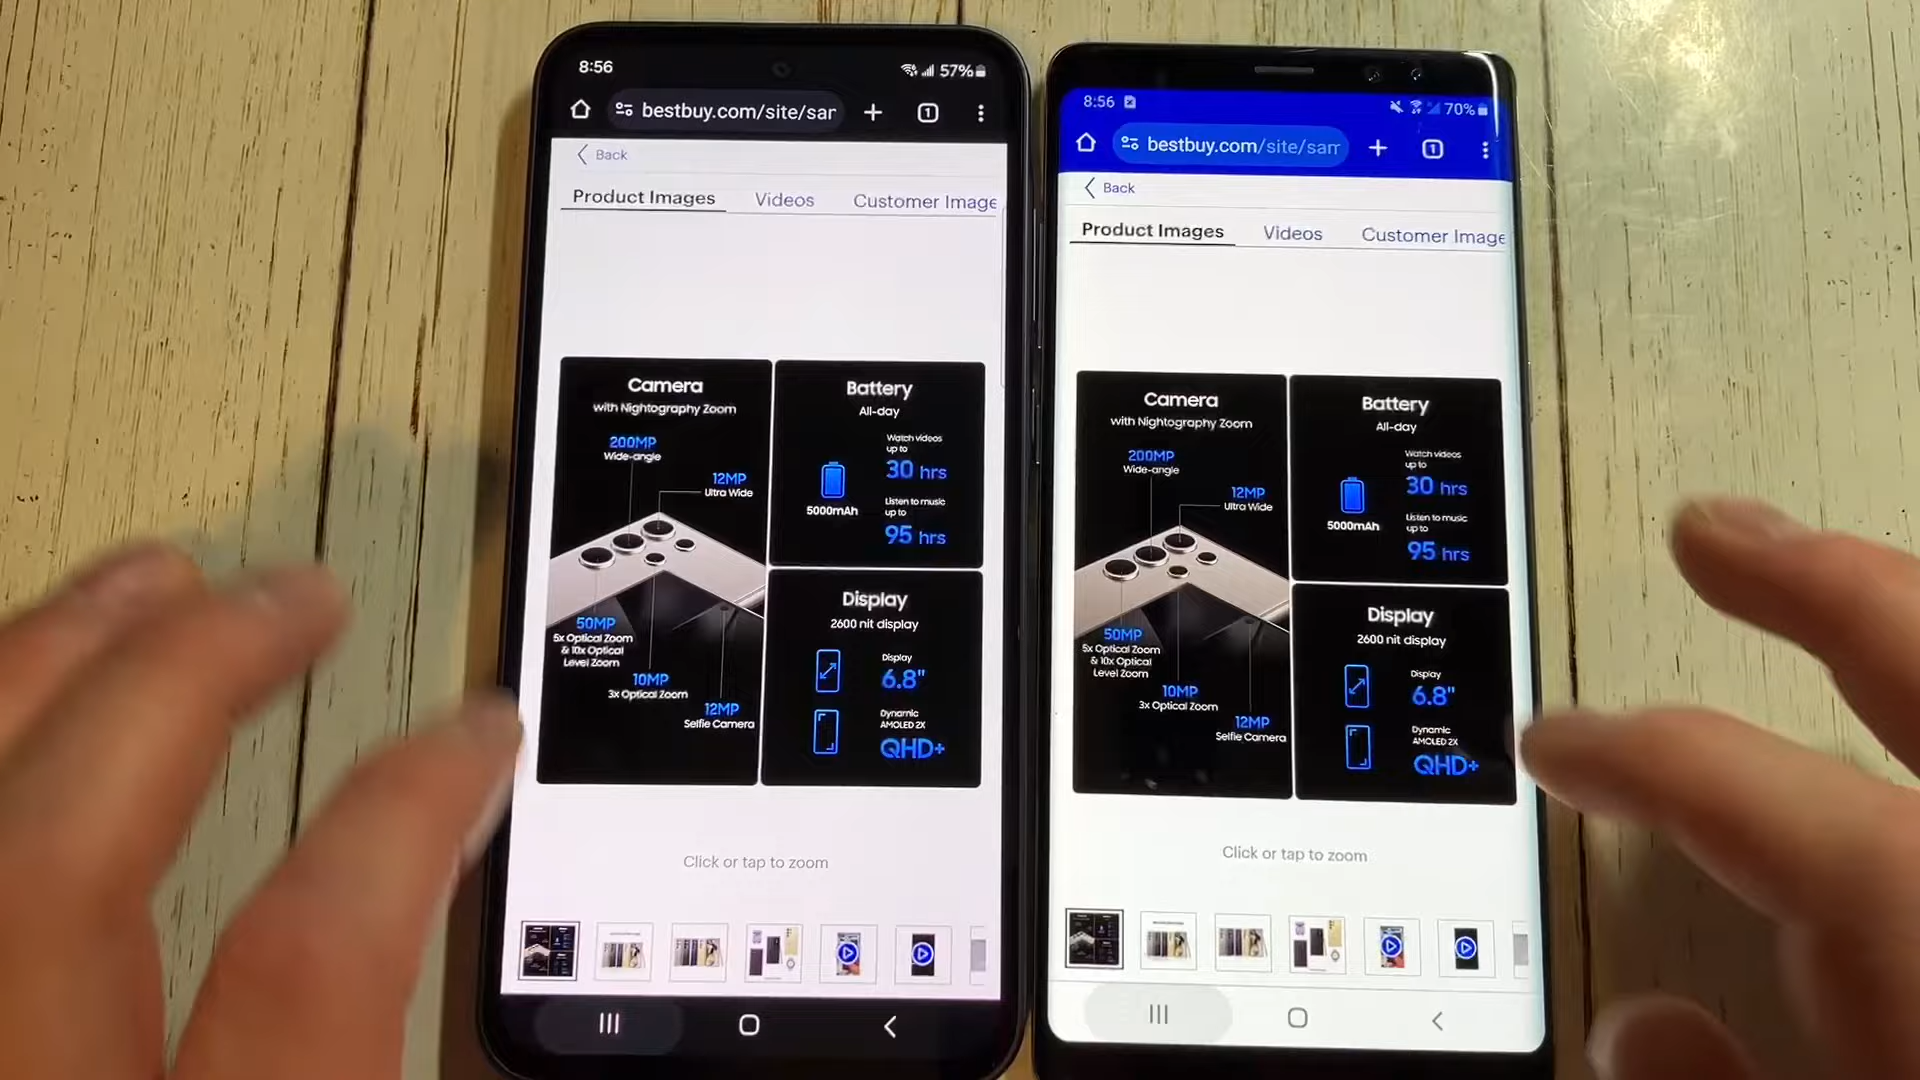 8:56
57%
bestbuy.com/site/sar
1
Back
Product Images
Videos
Customer Image
Camera
with Nightography Zoom
200MP
Wide-angle
12MP
Ultra Wide
50MP
5x Optical Zoom
& 10x Optical
Level Zoom
10MP
3x Optical Zoom
12MP
Selfie Camera
Battery
All-day
5000mAh
Watch videos
up to
30 hrs
Listen to music
up to
95 hrs
Display
2600 nit display
Display
6.8"
Dynamic
AMOLED 2X
QHD+
Click or tap to zoom
8:56
70%
bestbuy.com/site/sam
1
Back
Product Images
Videos
Customer Image
Camera
with Nightography Zoom
200MP
Wide-angle
12MP
Ultra Wide
50MP
5x Optical Zoom
& 10x Optical
Level Zoom
10MP
3x Optical Zoom
12MP
Selfie Camera
Battery
All-day
5000mAh
Watch videos
up to
30 hrs
Listen to music
up to
95 hrs
Display
2600 nit display
Display
6.8"
Dynamic
AMOLED 2X
QHD+
Click or tap to zoom